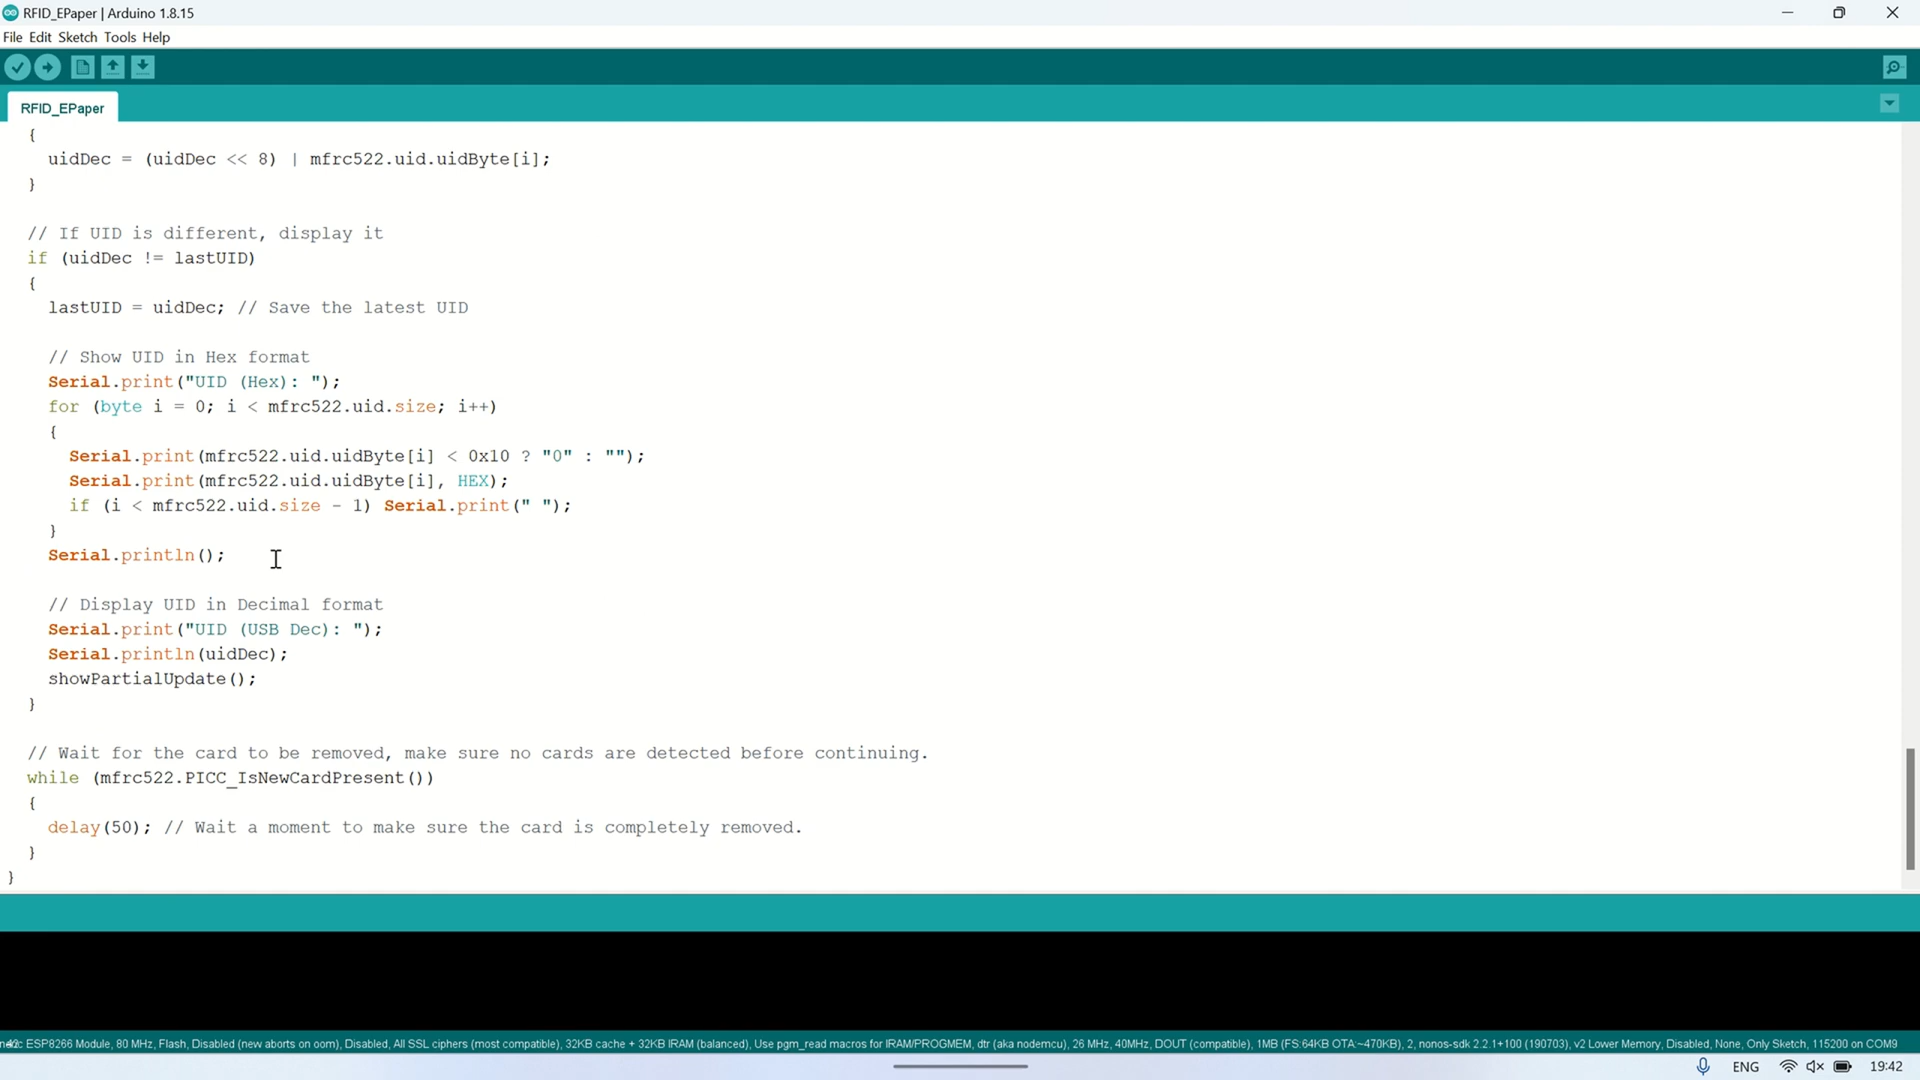 RFID_EPaper | Arduino 1.8.15
File Edit Sketch Tools Help
RFID_EPaper
{
uidDec = (uidDec << 8) | mfrc522.uid.uidByte[i];
}
// If UID is different, display it
if (uidDec != lastUID)
{
lastUID = uidDec; // Save the latest UID
// Show UID in Hex format
Serial.print("UID (Hex): ");
for (byte i = 0; i < mfrc522.uid.size; i++)
{
Serial.print(mfrc522.uid.uidByte[i] < 0x10 ? "0" : "");
Serial.print(mfrc522.uid.uidByte[i], HEX);
if (i < mfrc522.uid.size - 1) Serial.print(" ");
}
Serial.println();
// Display UID in Decimal format
Serial.print("UID (USB Dec): ");
Serial.println(uidDec);
showPartialUpdate();
}
// Wait for the card to be removed, make sure no cards are detected before continuing.
while (mfrc522.PICC_IsNewCardPresent())
{
delay(50); // Wait a moment to make sure the card is completely removed.
}
}
ESP8266 Module, 80 MHz, Flash, Disabled (new aborts on oom), Disabled, All SSL ciphers (most compatible), 32KB cache + 32KB IRAM (balanced), Use pgm_read macros for IRAM/PROGMEM, dtr (aka nodemcu), 26 MHz, 40MHz, DOUT (compatible), 1MB (FS:64KB OTA:~470KB), 2, nonos-sdk 2.2.1+100 (190703), v2 Lower Memory, Disabled, None, Only Sketch, 115200 on COM9
ENG 19:42